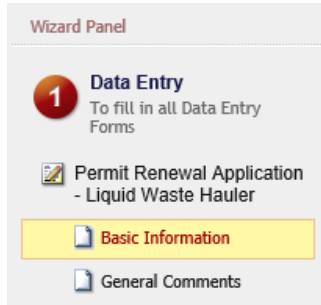 Wizard Panel
1
Data Entry
To fill in all Data Entry
Forms
Permit Renewal Application
- Liquid Waste Hauler
Basic Information
General Comments